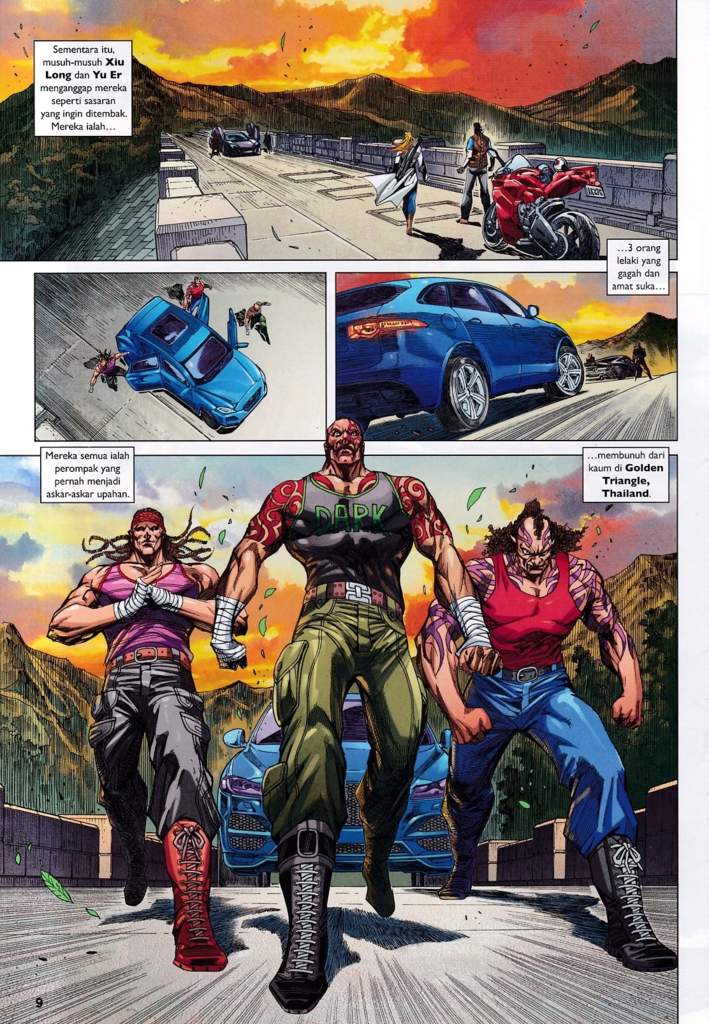 Sementara itu,
musuh-musuh Xiu
Long dan Yu Er
menganggap mereka
seperti sasaran
yang ingin ditembak.
Mereka ialah...
...3 orang
lelaki yang
gagah dan
amat suka...
Mereka semua ialah
perompak yang
pernah menjadi
askar-askar upahan.
...membunuh dari
kaum di Golden
Triangle,
Thailand.
DARK
9